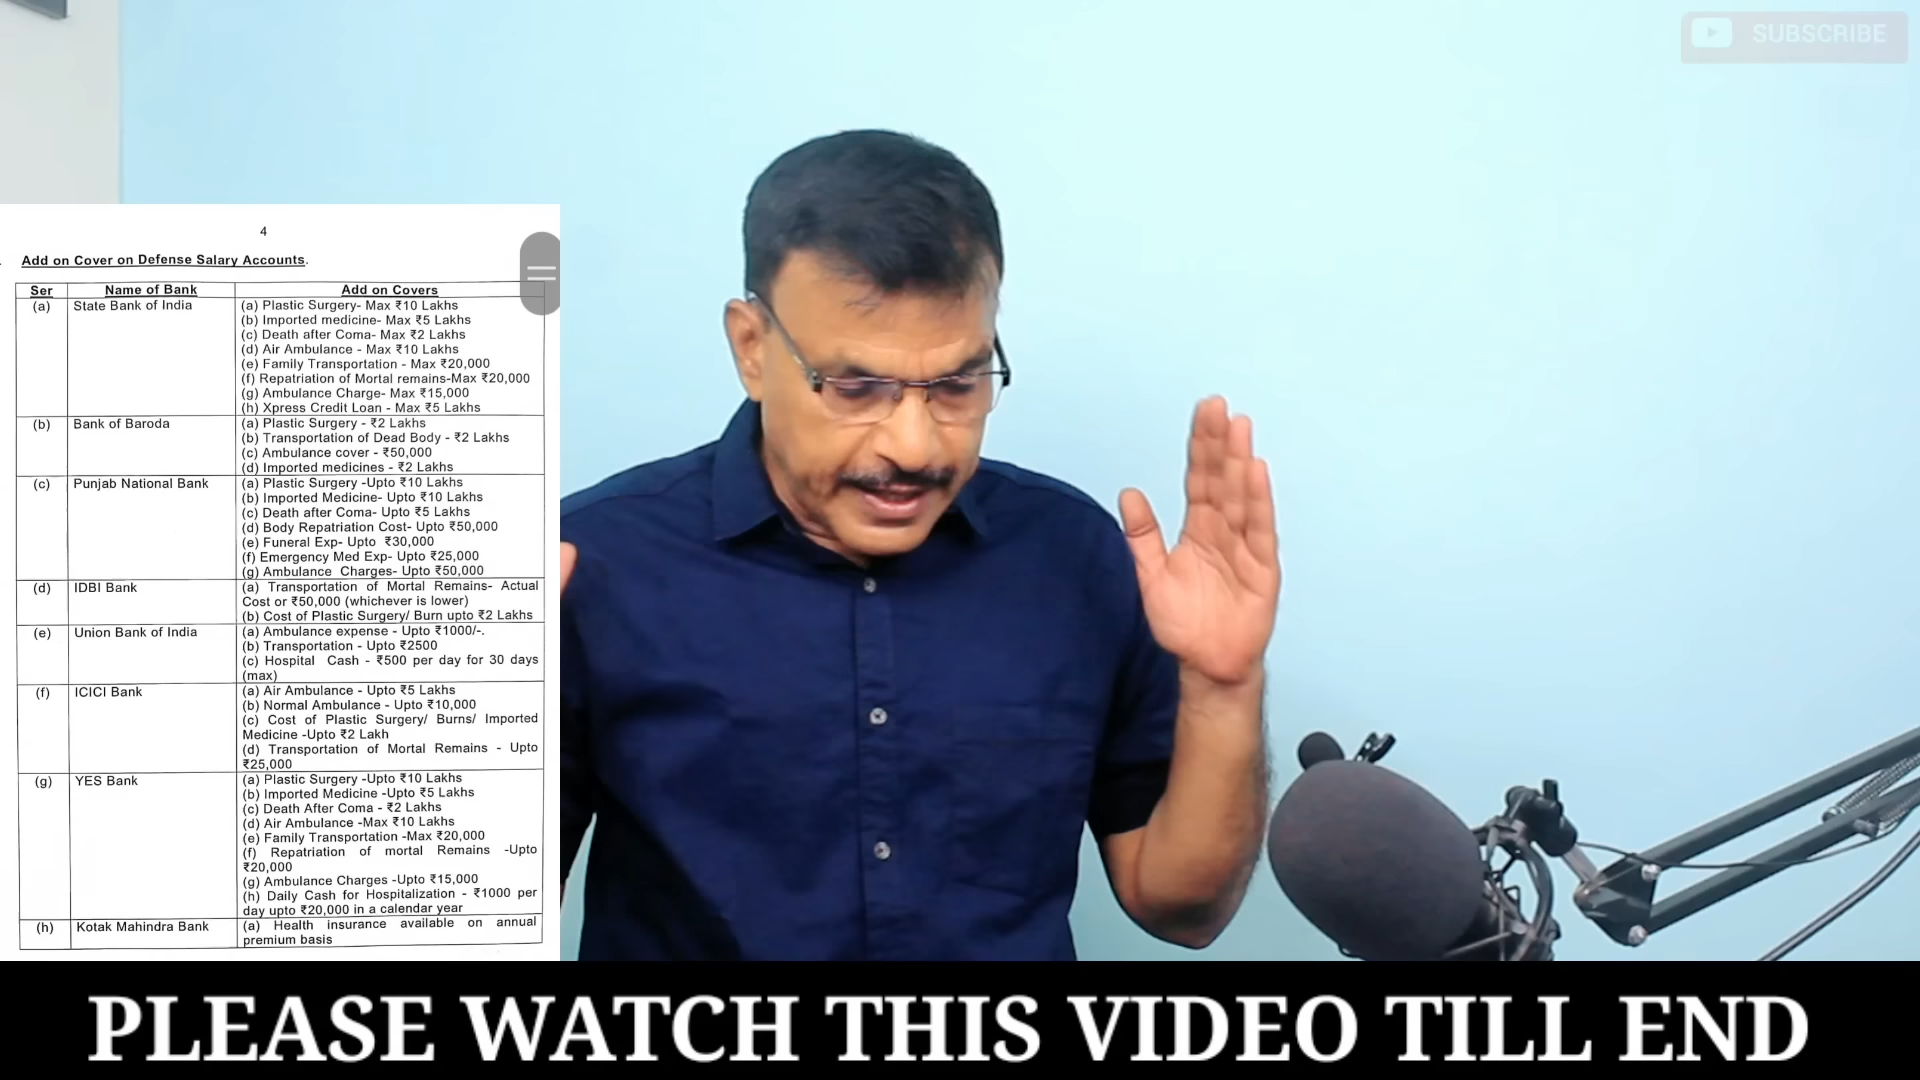 SUBSCRIBE
4
Add on Cover on Defense Salary Accounts.
Ser Name of Bank Add on Covers
(a) State Bank of India (a) Plastic Surgery- Max ₹10 Lakhs
(b) Imported medicine- Max ₹5 Lakhs
(c) Death after Coma- Max ₹2 Lakhs
(d) Air Ambulance - Max ₹10 Lakhs
(e) Family Transportation - Max ₹20,000
(f) Repatriation of Mortal remains-Max ₹20,000
(g) Ambulance Charge- Max ₹15,000
(h) Xpress Credit Loan - Max ₹5 Lakhs
(b) Bank of Baroda (a) Plastic Surgery - ₹2 Lakhs
(b) Transportation of Dead Body - ₹2 Lakhs
(c) Ambulance cover - ₹50,000
(d) Imported medicines - ₹2 Lakhs
(c) Punjab National Bank (a) Plastic Surgery -Upto ₹10 Lakhs
(b) Imported Medicine- Upto ₹10 Lakhs
(c) Death after Coma- Upto ₹5 Lakhs
(d) Body Repatriation Cost- Upto ₹50,000
(e) Funeral Exp- Upto ₹30,000
(f) Emergency Med Exp- Upto ₹25,000
(g) Ambulance Charges- Upto ₹50,000
(d) IDBI Bank (a) Transportation of Mortal Remains- Actual
Cost or ₹50,000 (whichever is lower)
(b) Cost of Plastic Surgery/ Burn upto ₹2 Lakhs
(e) Union Bank of India (a) Ambulance expense - Upto ₹1000/-.
(b) Transportation - Upto ₹2500
(c) Hospital Cash - ₹500 per day for 30 days
(max)
(f) ICICI Bank (a) Air Ambulance - Upto ₹5 Lakhs
(b) Normal Ambulance - Upto ₹10,000
(c) Cost of Plastic Surgery/ Burns/ Imported
Medicine -Upto ₹2 Lakh
(d) Transportation of Mortal Remains - Upto
₹25,000
(g) YES Bank (a) Plastic Surgery -Upto ₹10 Lakhs
(b) Imported Medicine -Upto ₹5 Lakhs
(c) Death After Coma - ₹2 Lakhs
(d) Air Ambulance -Max ₹10 Lakhs
(e) Family Transportation -Max ₹20,000
(f) Repatriation of mortal Remains -Upto
₹20,000
(g) Ambulance Charges -Upto ₹15,000
(h) Daily Cash for Hospitalization - ₹1000 per
day upto ₹20,000 in a calendar year
(h) Kotak Mahindra Bank (a) Health insurance available on annual
premium basis
PLEASE WATCH THIS VIDEO TILL END